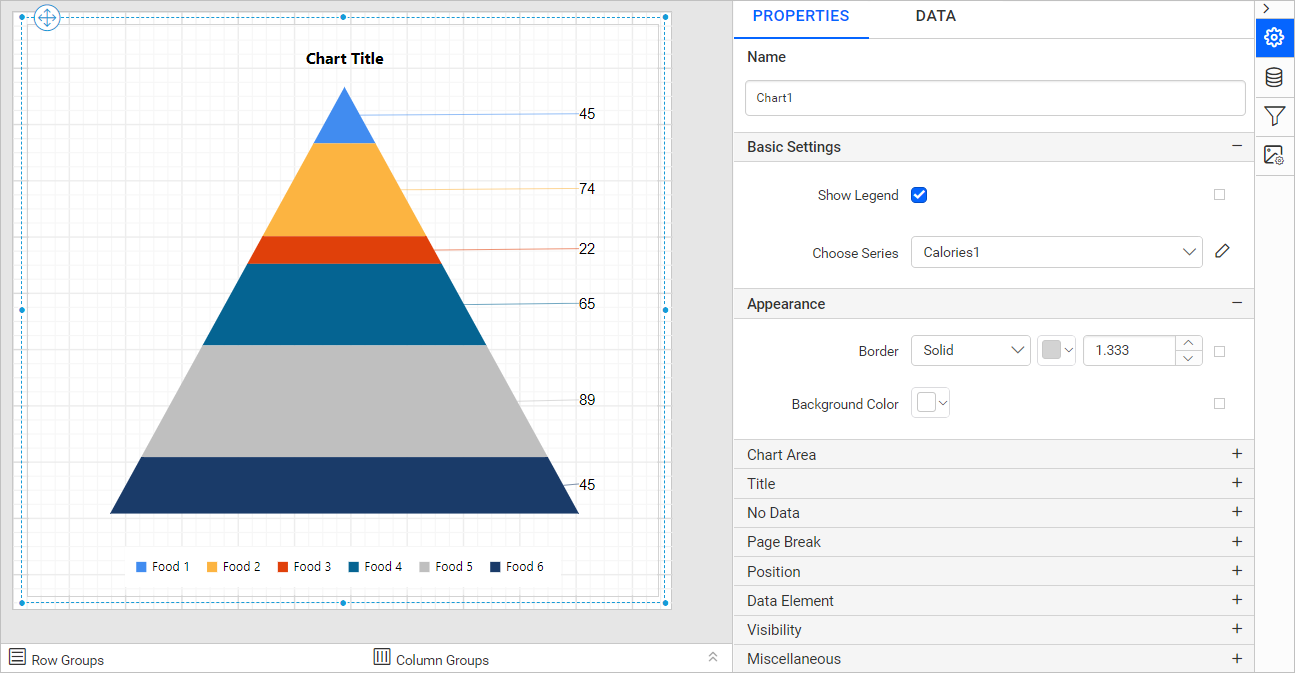 Chart Title
45
74
22
65
89
45
Food 1 Food 2 Food 3 Food 4 Food 5 Food 6
Row Groups
Column Groups
PROPERTIES DATA
Name
Chart1
Basic Settings
Show Legend
Choose Series Calories1
Appearance
Border Solid 1.333
Background Color
Chart Area
Title
No Data
Page Break
Position
Data Element
Visibility
Miscellaneous